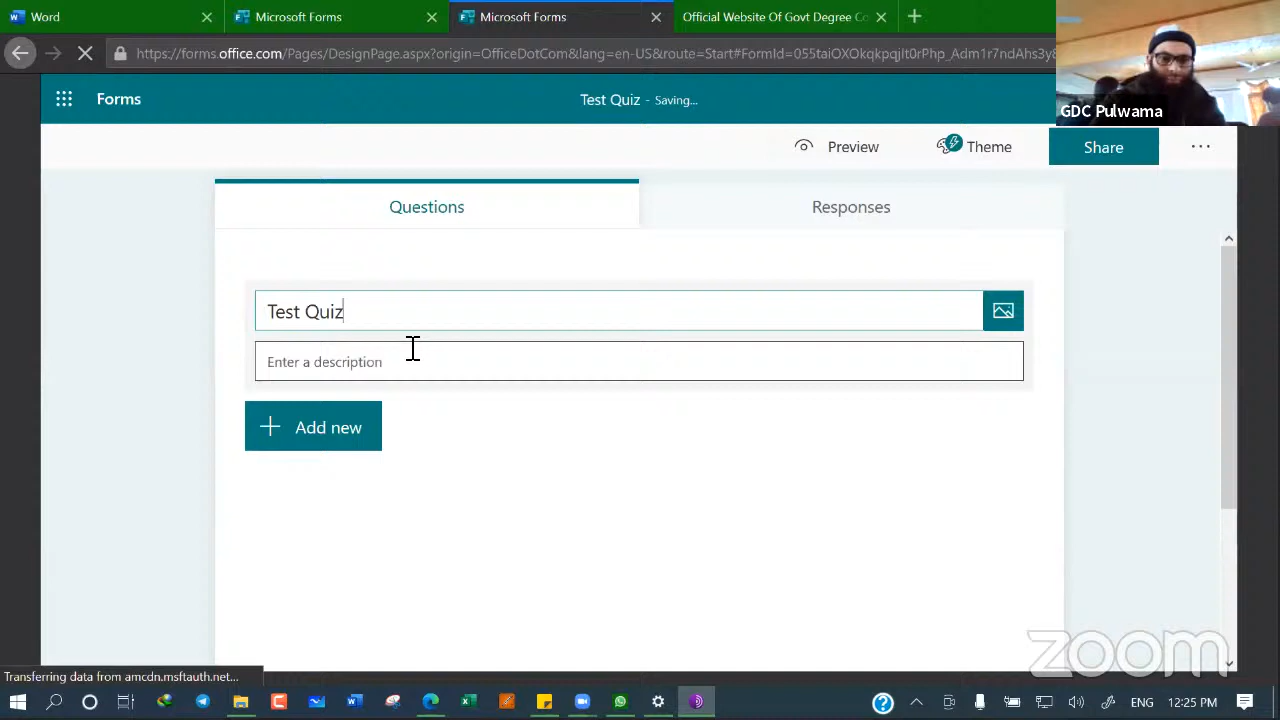 Word
Microsoft Forms
Microsoft Forms
Official Website Of Govt Degree Co
https://forms.office.com/Pages/DesignPage.aspx?origin=OfficeDotCom&lang=en-US&route=Start#FormId=
GDC Pulwama
Forms
Test Quiz - Saving...
Preview
Theme
Share
Questions
Responses
Test Quiz
Enter a description
Add new
zoom
Transferring data from amcdn.msftauth.net...
ENG
12:25 PM